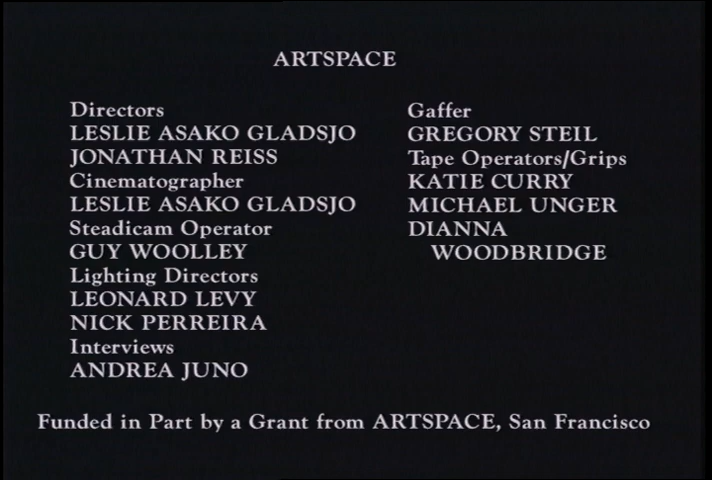 ARTSPACE
Directors
LESLIE ASAKO GLADSJO
JONATHAN REISS
Cinematographer
LESLIE ASAKO GLADSJO
Steadicam Operator
GUY WOOLLEY
Lighting Directors
LEONARD LEVY
NICK PERREIRA
Interviews
ANDREA JUNO
Gaffer
GREGORY STEIL
Tape Operators/Grips
KATIE CURRY
MICHAEL UNGER
DIANNA
WOODBRIDGE
Funded in Part by a Grant from ARTSPACE, San Francisco